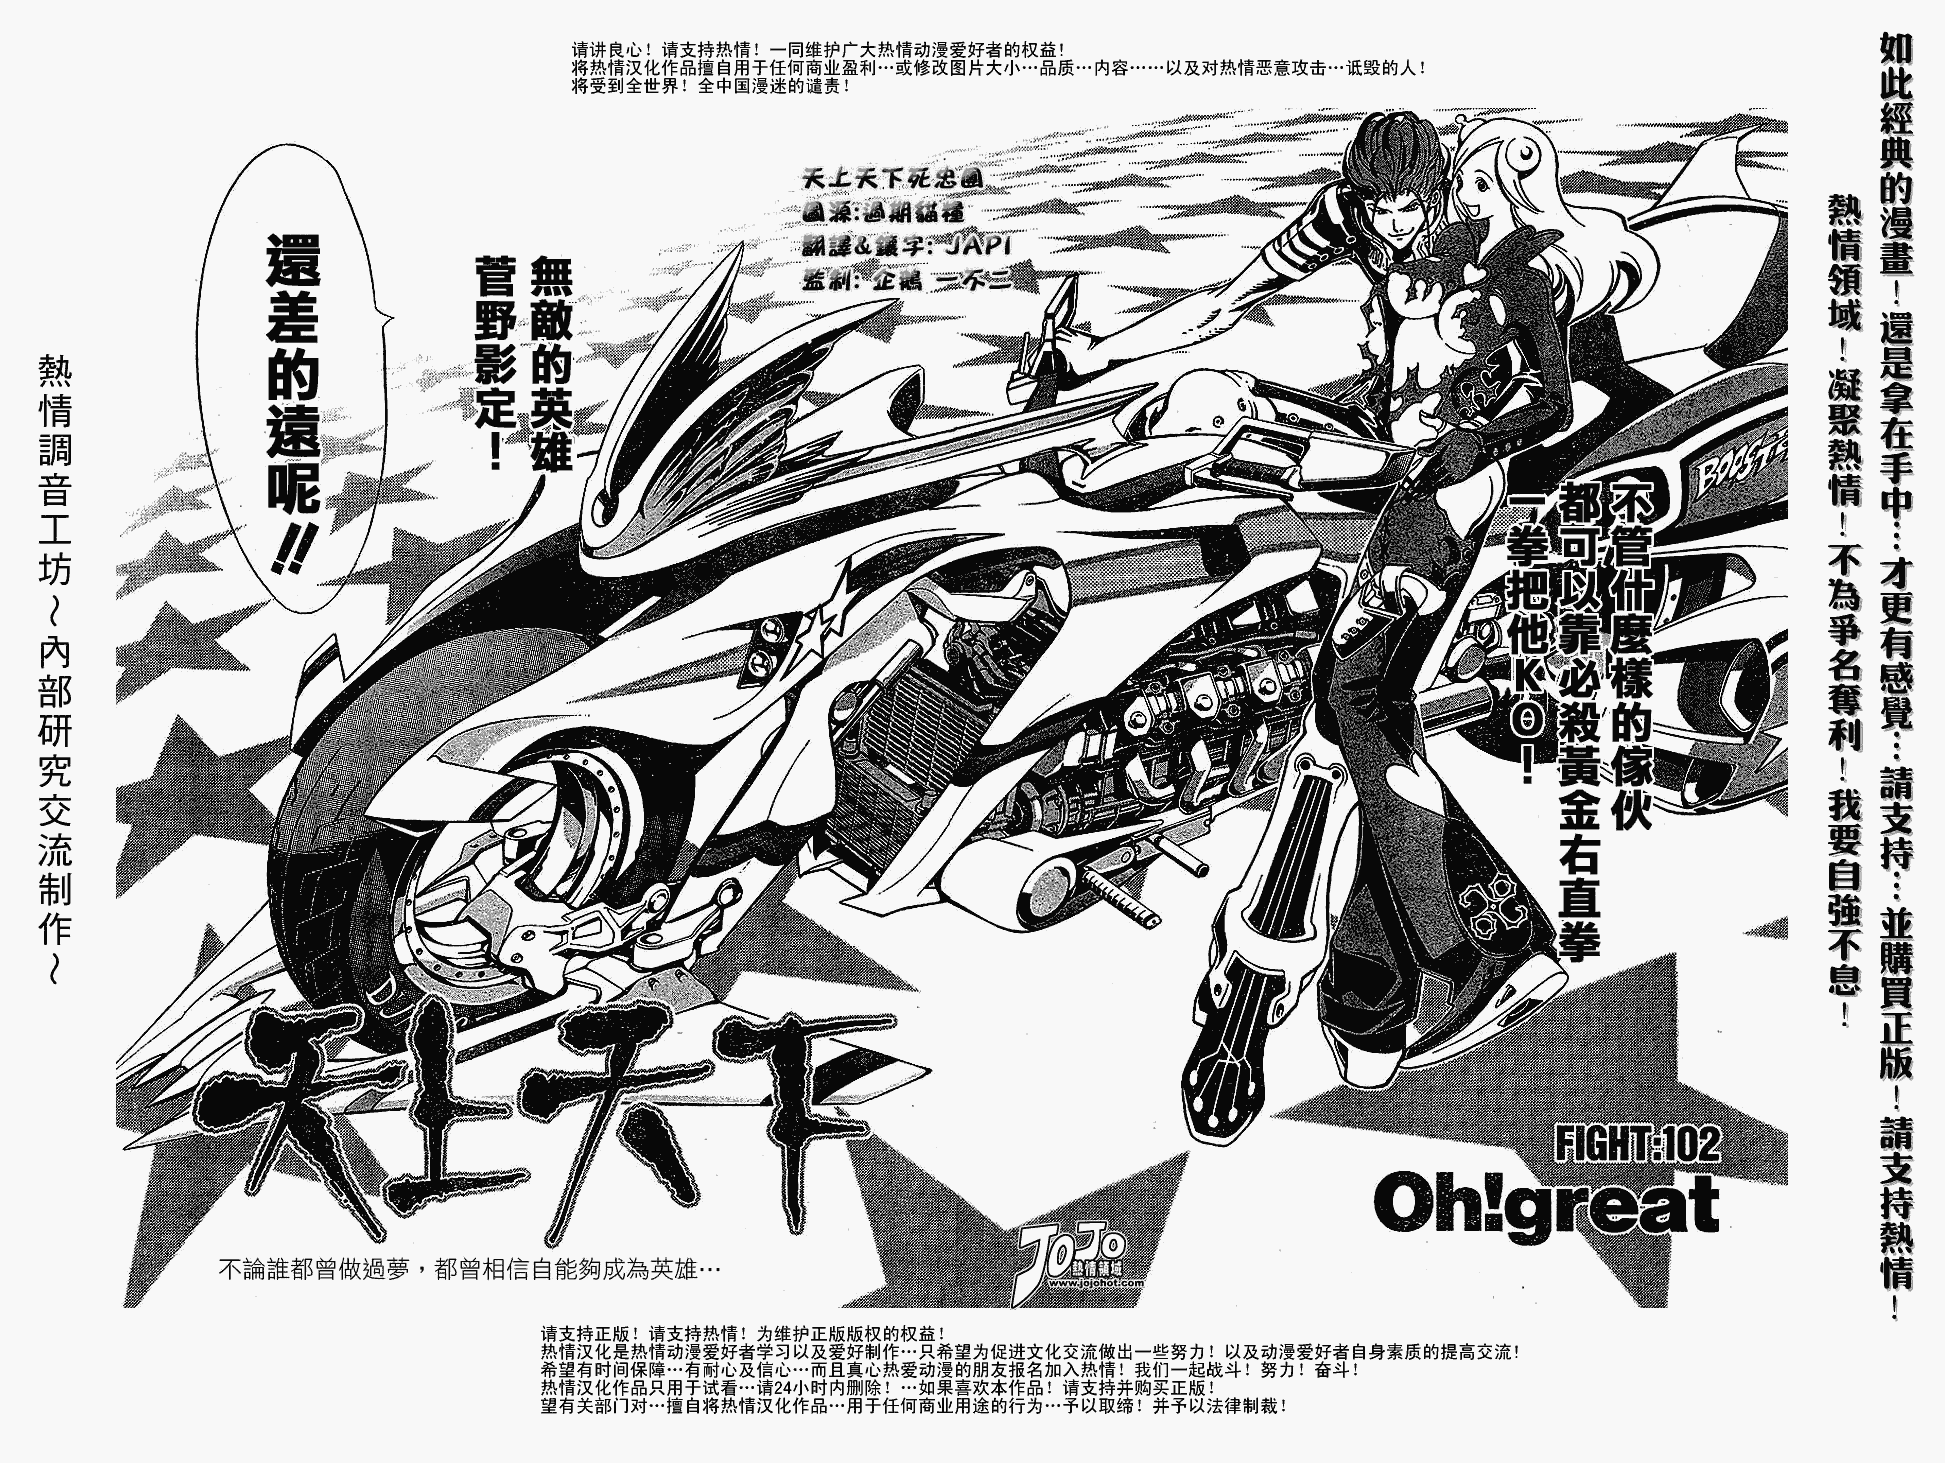 请讲良心！请支持热情！一同维护广大热情动漫爱好者的权益！
将热情汉化作品擅自用于任何商业盈利…或修改图片大小…品质…内容……以及对热情恶意攻击…诋毁的人！
将受到全世界！全中国漫迷的谴责！
如此經典的漫畫！還是拿在手中…才更有感覺…請支持…並購買正版！請支持熱情！
熱情領域！凝聚熱情！不為爭名奪利！我要自強不息！
天上天下死忠團
圖源：過期貓糧
翻譯&鑲字：JAPI
監制：企鵝 一不二
不管什麼樣的傢伙
都可以靠必殺黃金右直拳
一拳把他KO！
BOOST
無敵的英雄
菅野影定！
還差的遠呢!!
熱情調音工坊～內部研究交流制作～
天上天下
FIGHT:102
Oh!great
不論誰都曾做過夢，都曾相信自能夠成為英雄…
JOJO
熱情領域
www.jojohot.com
请支持正版！请支持热情！为维护正版版权的权益！
热情汉化是热情动漫爱好者学习以及爱好制作…只希望为促进文化交流做出一些努力！以及动漫爱好者自身素质的提高交流！
希望有时间保障…有耐心及信心…而且真心热爱动漫的朋友报名加入热情！我们一起战斗！努力！奋斗！
热情汉化作品只用于试看…请24小时内删除！…如果喜欢本作品！请支持并购买正版！
望有关部门对…擅自将热情汉化作品…用于任何商业用途的行为…予以取缔！并予以法律制裁！